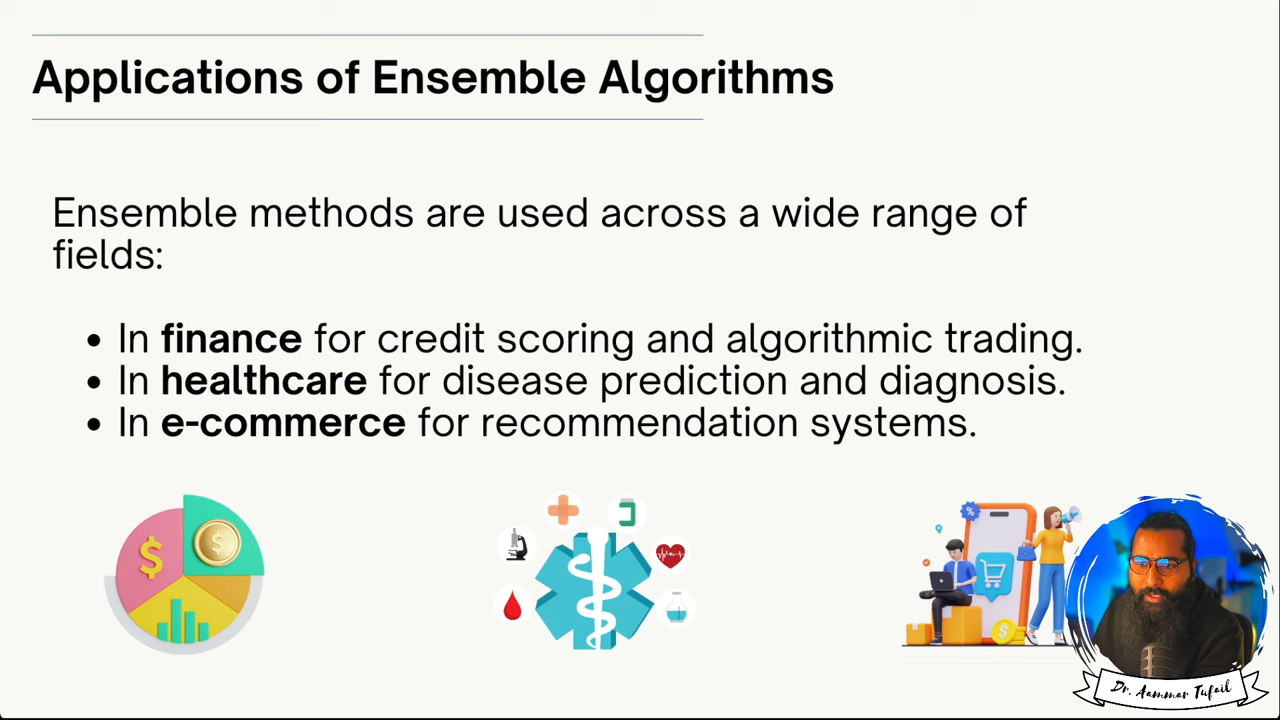 Applications of Ensemble Algorithms
Ensemble methods are used across a wide range of
fields:
• In finance for credit scoring and algorithmic trading.
• In healthcare for disease prediction and diagnosis.
• In e-commerce for recommendation systems.
$
$
%
$
Dr. Aammar Tufail